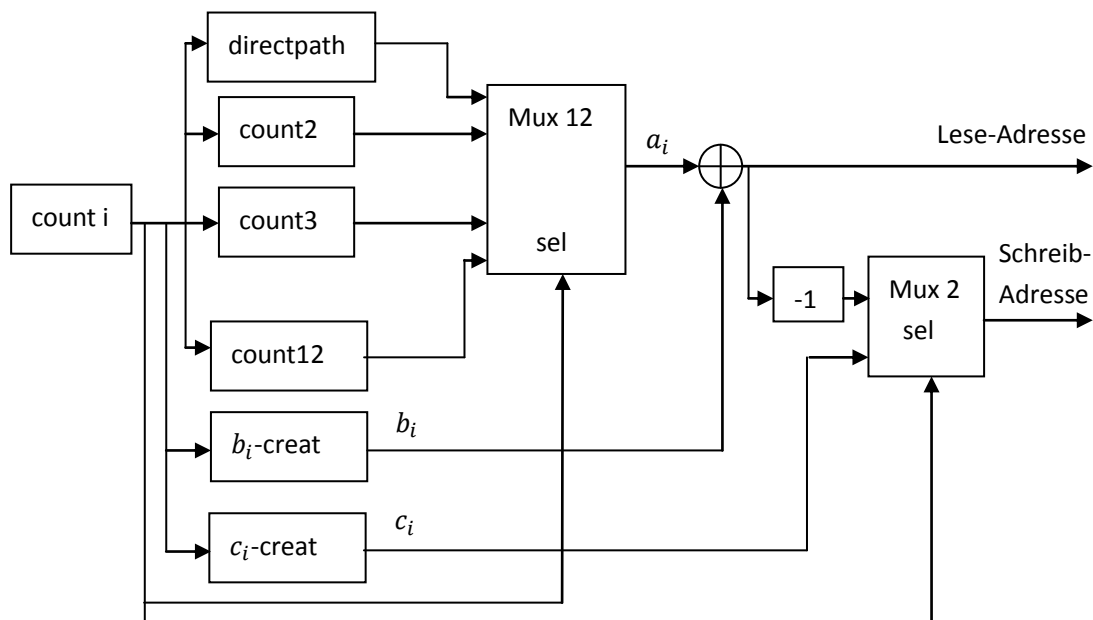 directpath
Mux 12
count2
a_i
Lese-Adresse
count i
count3
sel
Schreib-
Adresse
-1
Mux 2
sel
count12
b_i-creat
b_i
c_i-creat
c_i